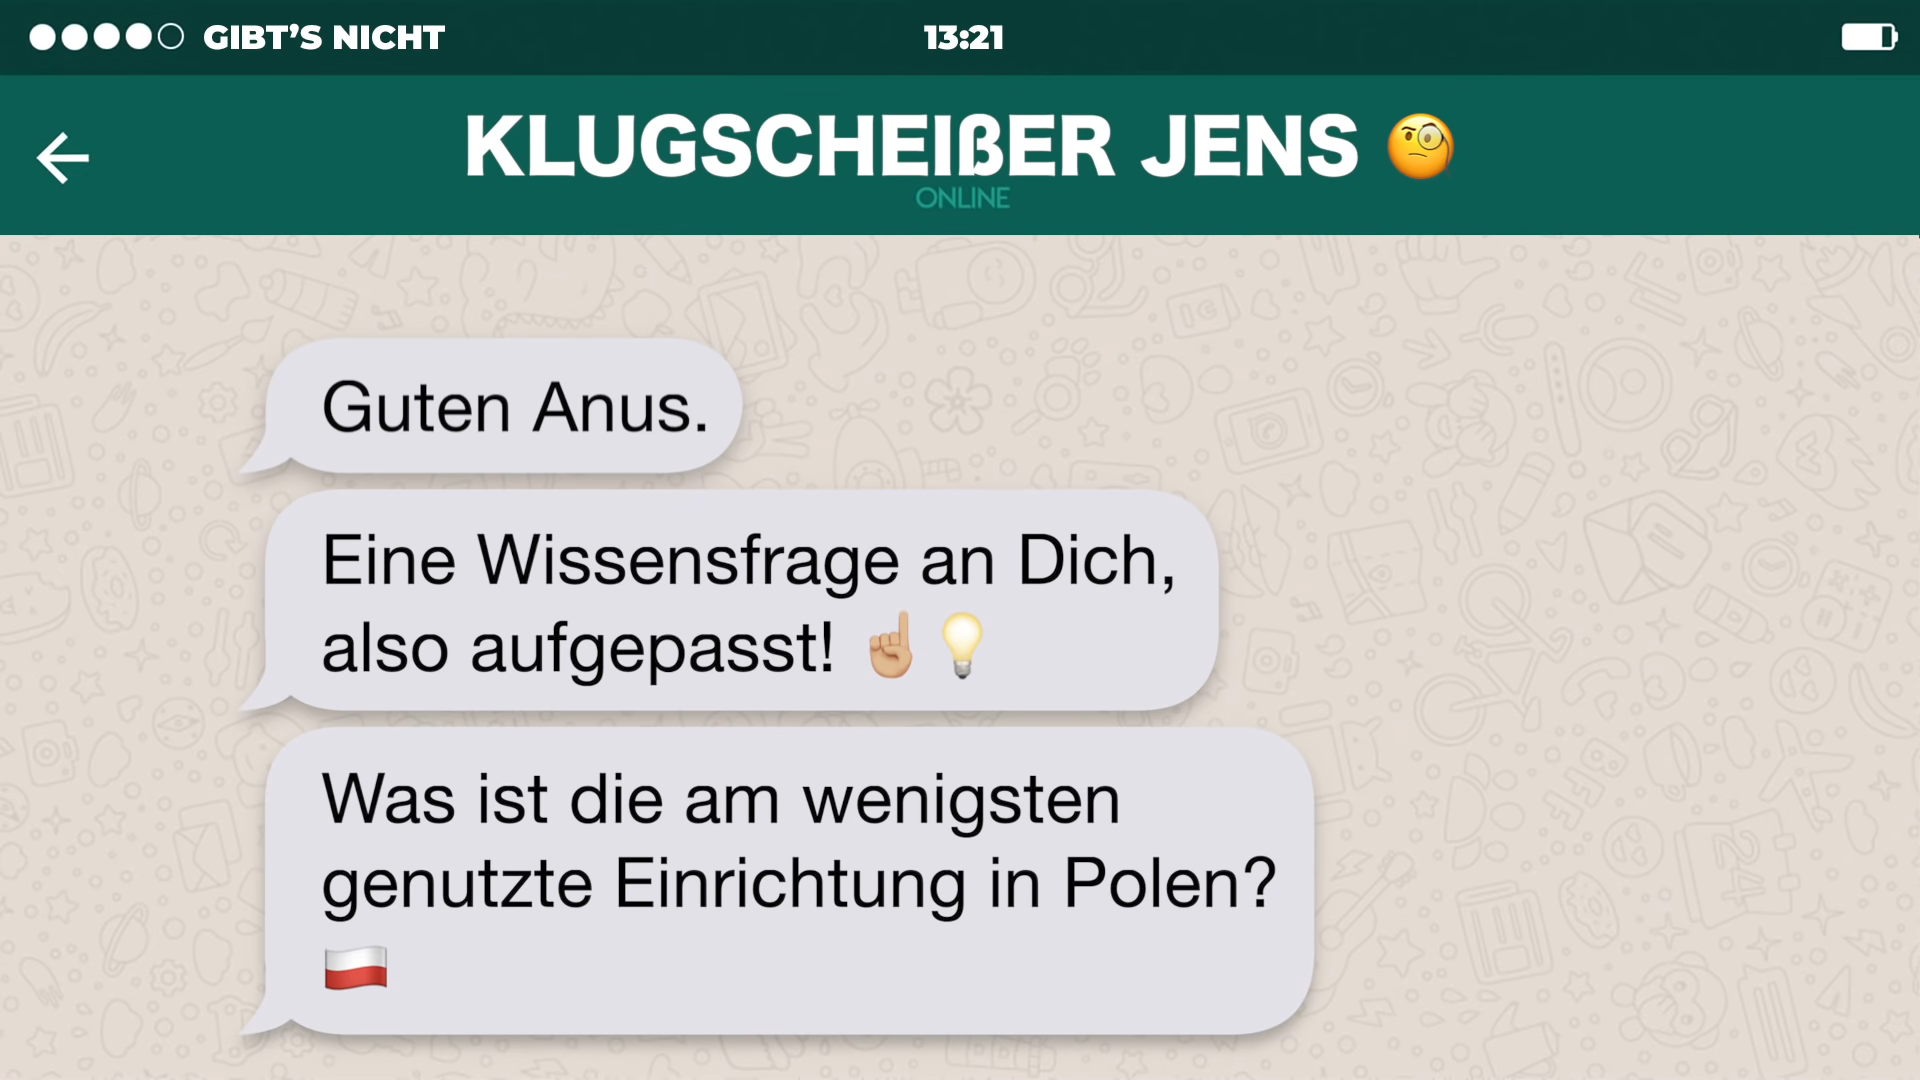 GIBT’S NICHT
13:21
KLUGSCHEIßER JENS 🧐
ONLINE
Guten Anus.
Eine Wissensfrage an Dich,
also aufgepasst! ☝🏼💡
Was ist die am wenigsten
genutzte Einrichtung in Polen?
🇵🇱